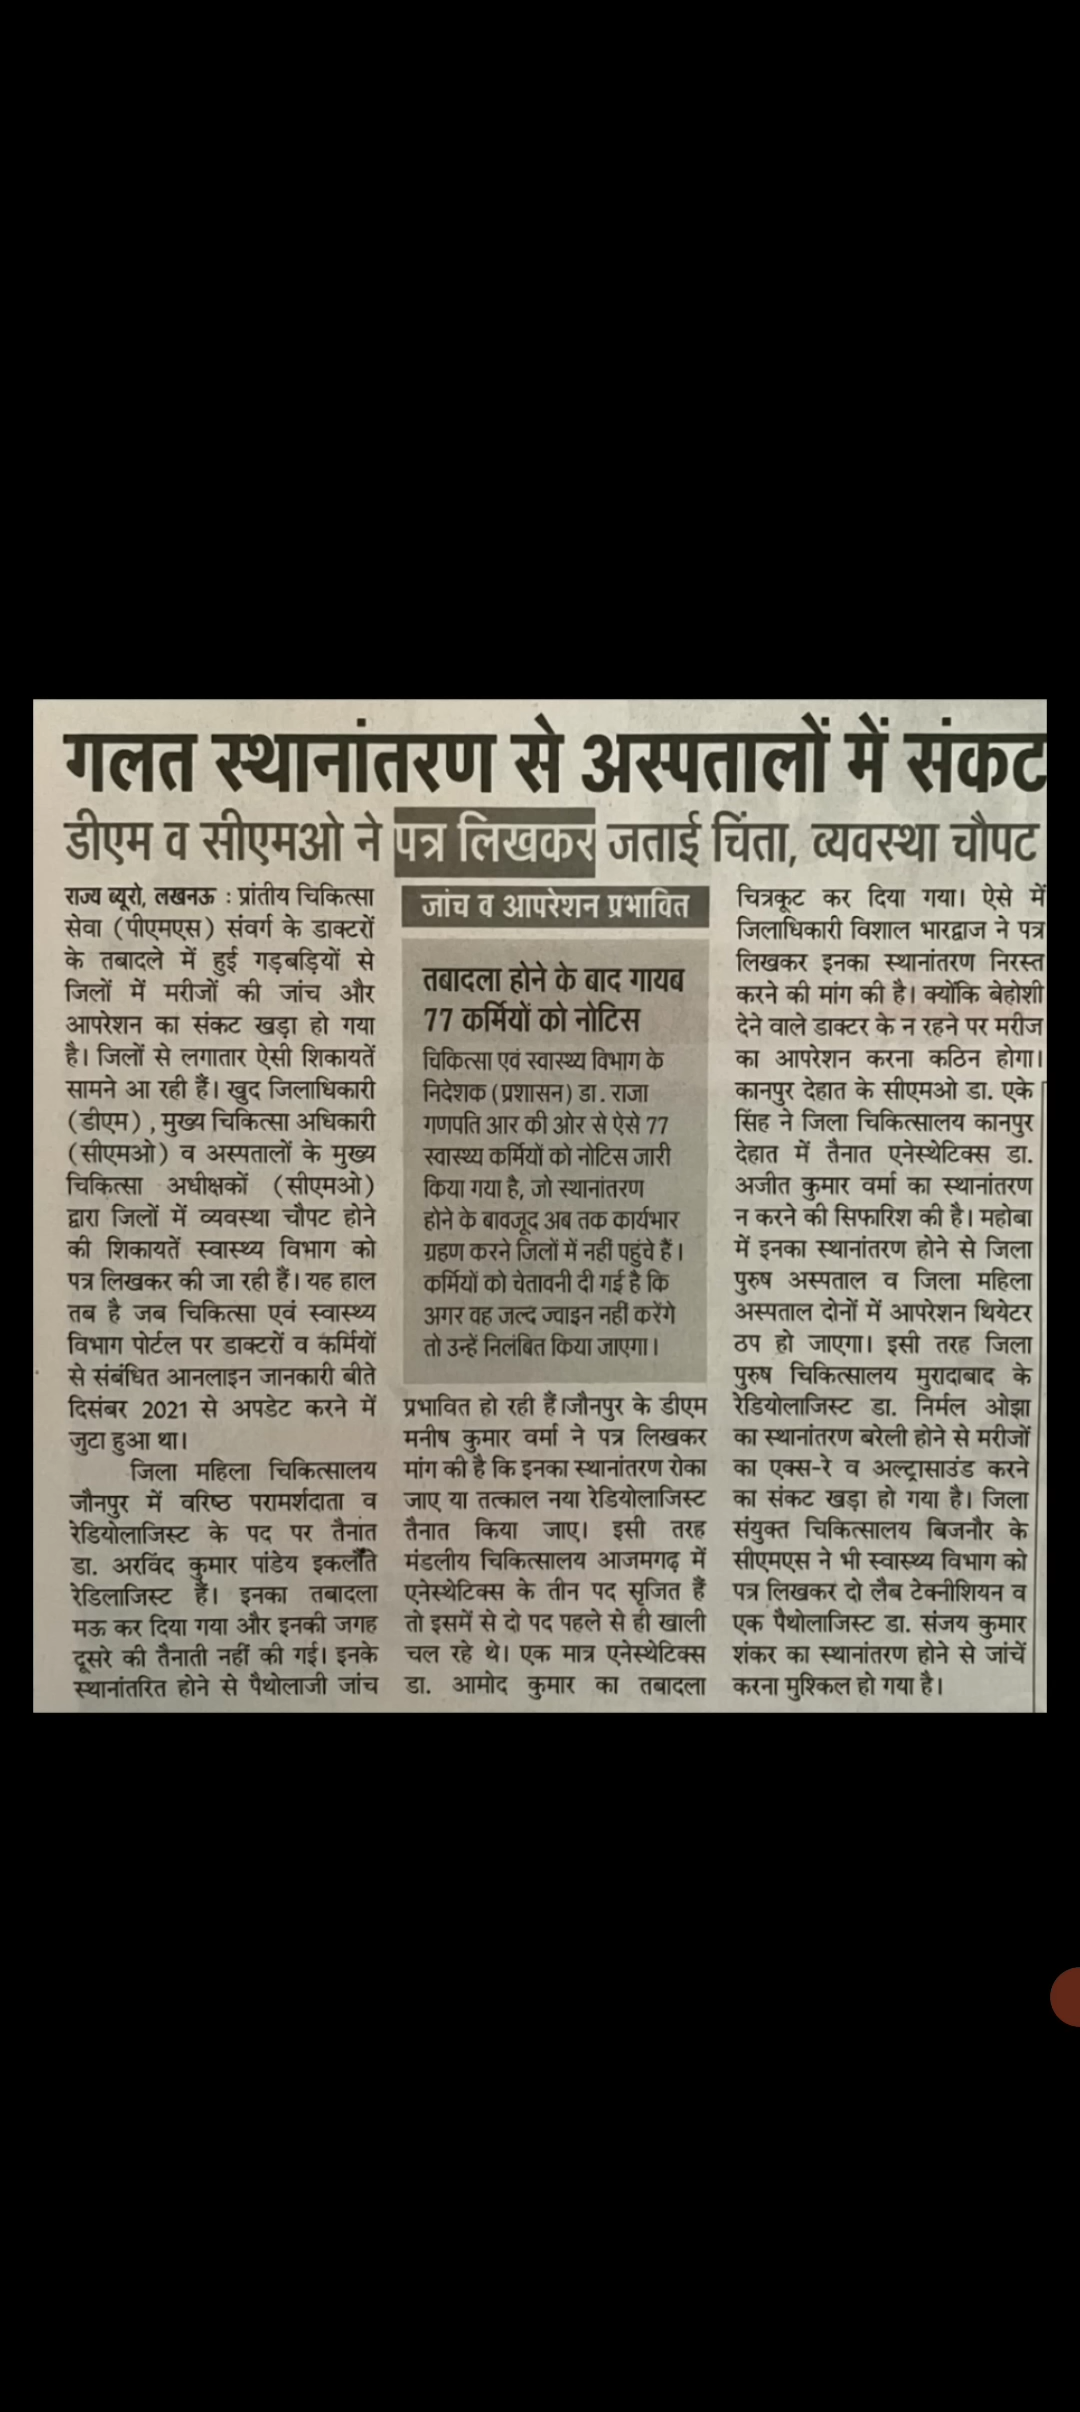 गलत स्थानांतरण से अस्पतालों में संकट
डीएम व सीएमओ ने पत्र लिखकर जताई चिंता, व्यवस्था चौपट
राज्य ब्यूरो, लखनऊ : प्रांतीय चिकित्सा
सेवा (पीएमएस) संवर्ग के डाक्टरों
के तबादले में हुई गड़बड़ियों से
जिलों में मरीजों की जांच और
आपरेशन का संकट खड़ा हो गया
है। जिलों से लगातार ऐसी शिकायतें
सामने आ रही हैं। खुद जिलाधिकारी
(डीएम) , मुख्य चिकित्सा अधिकारी
(सीएमओ) व अस्पतालों के मुख्य
चिकित्सा अधीक्षकों (सीएमओ)
द्वारा जिलों में व्यवस्था चौपट होने
की शिकायतें स्वास्थ्य विभाग को
पत्र लिखकर की जा रही हैं। यह हाल
तब है जब चिकित्सा एवं स्वास्थ्य
विभाग पोर्टल पर डाक्टरों व कर्मियों
से संबंधित आनलाइन जानकारी बीते
दिसंबर 2021 से अपडेट करने में
जुटा हुआ था।
जिला महिला चिकित्सालय
जौनपुर में वरिष्ठ परामर्शदाता व
रेडियोलाजिस्ट के पद पर तैनात
डा. अरविंद कुमार पांडेय इकलौते
रेडिलाजिस्ट हैं। इनका तबादला
मऊ कर दिया गया और इनकी जगह
दूसरे की तैनाती नहीं की गई। इनके
स्थानांतरित होने से पैथोलाजी जांच
जांच व आपरेशन प्रभावित
तबादला होने के बाद गायब
77 कर्मियों को नोटिस
चिकित्सा एवं स्वास्थ्य विभाग के
निदेशक (प्रशासन) डा. राजा
गणपति आर की ओर से ऐसे 77
स्वास्थ्य कर्मियों को नोटिस जारी
किया गया है, जो स्थानांतरण
होने के बावजूद अब तक कार्यभार
ग्रहण करने जिलों में नहीं पहुंचे हैं।
कर्मियों को चेतावनी दी गई है कि
अगर वह जल्द ज्वाइन नहीं करेंगे
तो उन्हें निलंबित किया जाएगा।
प्रभावित हो रही हैं।जौनपुर के डीएम
मनीष कुमार वर्मा ने पत्र लिखकर
मांग की है कि इनका स्थानांतरण रोका
जाए या तत्काल नया रेडियोलाजिस्ट
तैनात किया जाए। इसी तरह
मंडलीय चिकित्सालय आजमगढ़ में
एनेस्थेटिक्स के तीन पद सृजित हैं
तो इसमें से दो पद पहले से ही खाली
चल रहे थे। एक मात्र एनेस्थेटिक्स
डा. आमोद कुमार का तबादला
चित्रकूट कर दिया गया। ऐसे में
जिलाधिकारी विशाल भारद्वाज ने पत्र
लिखकर इनका स्थानांतरण निरस्त
करने की मांग की है। क्योंकि बेहोशी
देने वाले डाक्टर के न रहने पर मरीज
का आपरेशन करना कठिन होगा।
कानपुर देहात के सीएमओ डा. एके
सिंह ने जिला चिकित्सालय कानपुर
देहात में तैनात एनेस्थेटिक्स डा.
अजीत कुमार वर्मा का स्थानांतरण
न करने की सिफारिश की है। महोबा
में इनका स्थानांतरण होने से जिला
पुरुष अस्पताल व जिला महिला
अस्पताल दोनों में आपरेशन थियेटर
ठप हो जाएगा। इसी तरह जिला
पुरुष चिकित्सालय मुरादाबाद के
रेडियोलाजिस्ट डा. निर्मल ओझा
का स्थानांतरण बरेली होने से मरीजों
का एक्स-रे व अल्ट्रासाउंड करने
का संकट खड़ा हो गया है। जिला
संयुक्त चिकित्सालय बिजनौर के
सीएमएस ने भी स्वास्थ्य विभाग को
पत्र लिखकर दो लैब टेक्नीशियन व
एक पैथोलाजिस्ट डा. संजय कुमार
शंकर का स्थानांतरण होने से जांचें
करना मुश्किल हो गया है।